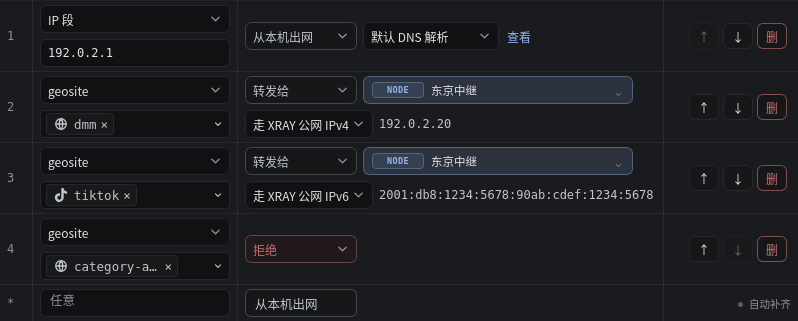 1 IP 段 从本机出网 默认 DNS 解析 查看 ↑ ↓ 删
192.0.2.1
2 geosite 转发给 NODE 东京中继 ↑ ↓ 删
dmm × 走 XRAY 公网 IPv4 192.0.2.20
3 geosite 转发给 NODE 东京中继 ↑ ↓ 删
tiktok × 走 XRAY 公网 IPv6 2001:db8:1234:5678:90ab:cdef:1234:5678
4 geosite 拒绝 ↑ ↓ 删
category-a… ×
* 任意 从本机出网 自动补齐